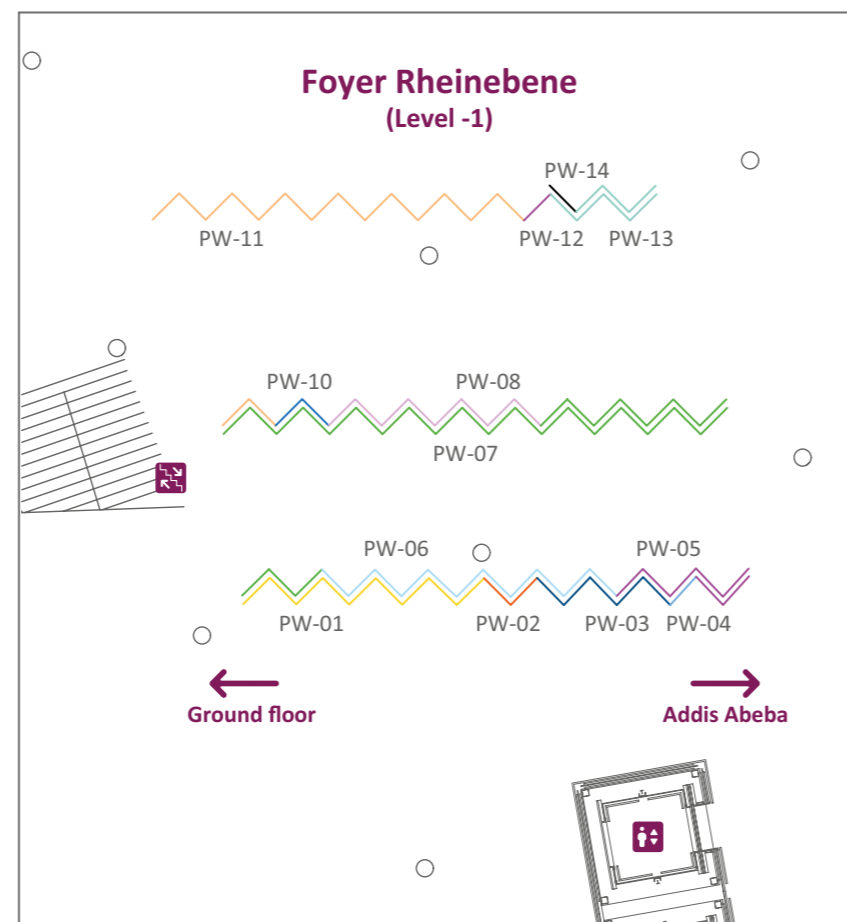 Foyer Rheinebene
(Level -1)
PW-14
PW-11
PW-12
PW-13
PW-10
PW-08
PW-07
PW-06
PW-05
PW-01
PW-02
PW-03
PW-04
Ground floor
Addis Abeba